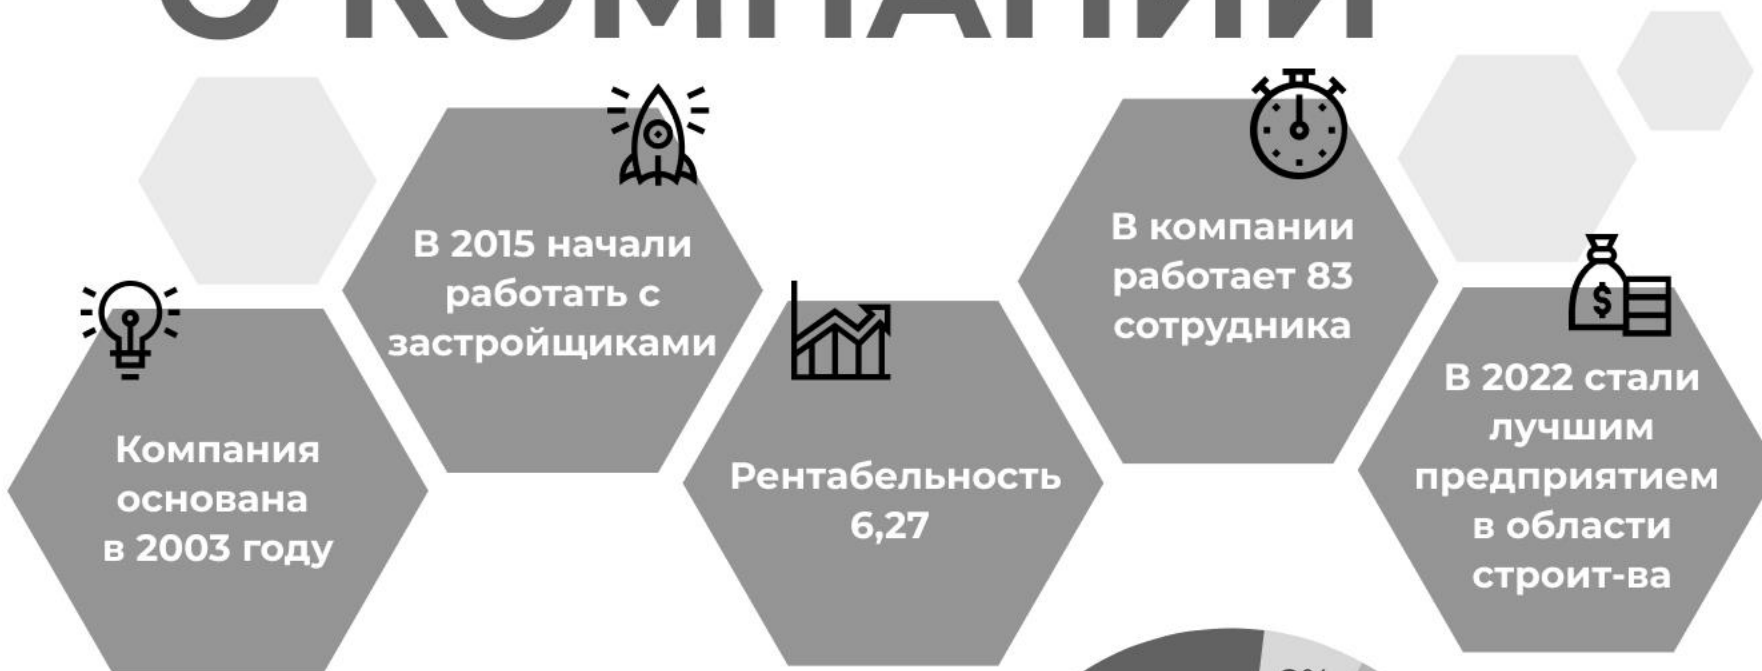 О КОМПАНИИ
В 2015 начали
работать с
застройщиками
В компании
работает 83
сотрудника
Компания
основана
в 2003 году
Рентабельность
6,27
В 2022 стали
лучшим
предприятием
в области
строит-ва
$